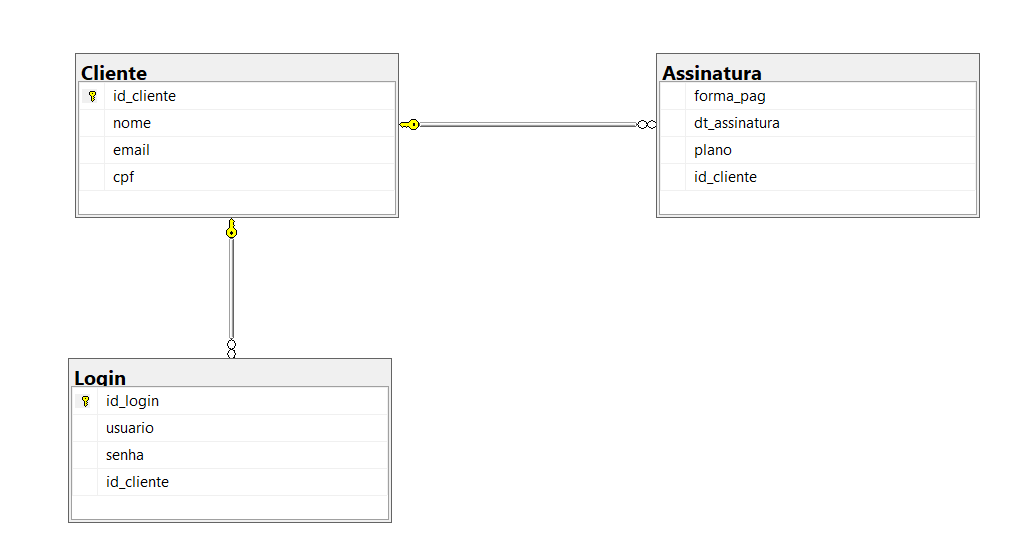 Cliente
id_cliente
nome
email
cpf
Assinatura
forma_pag
dt_assinatura
plano
id_cliente
Login
id_login
usuario
senha
id_cliente